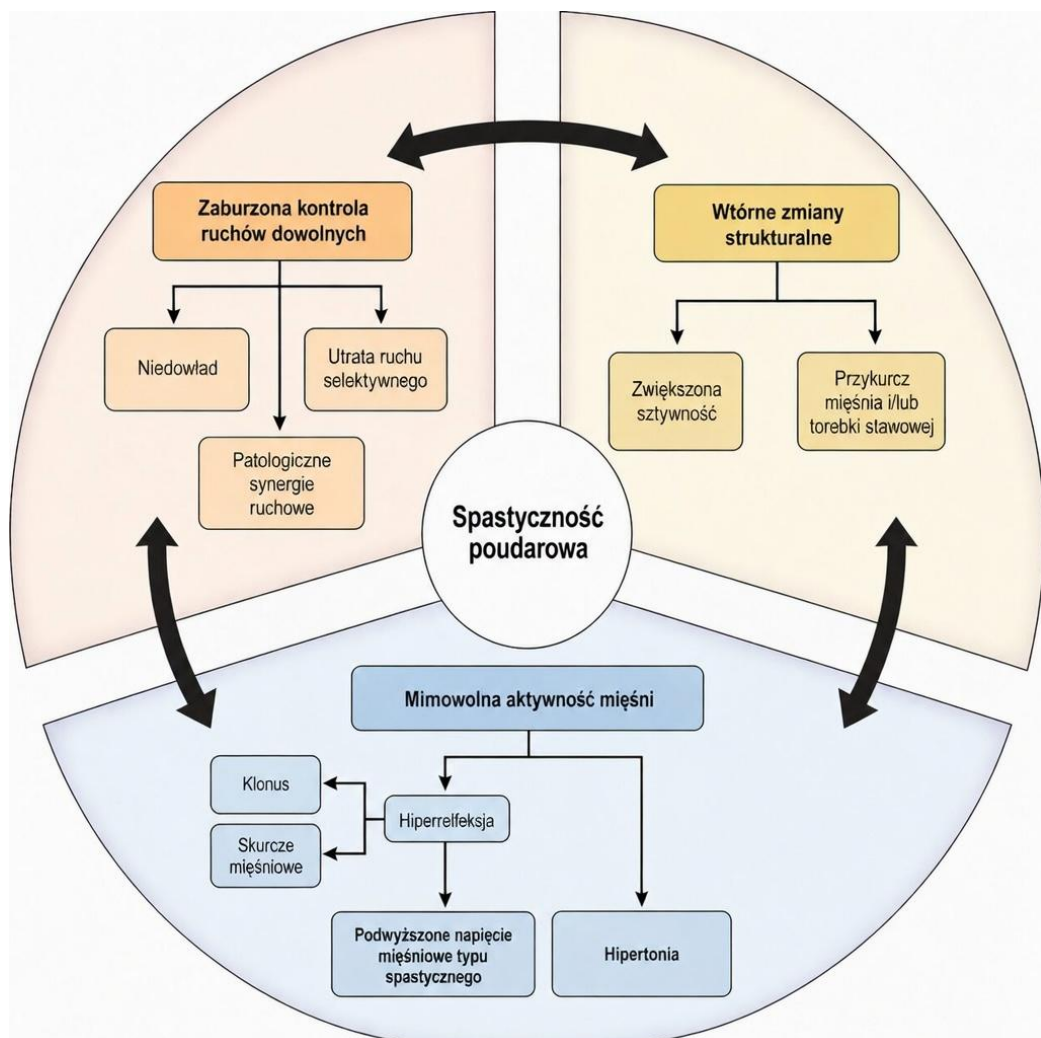 Zaburzona kontrola
ruchów dowolnych
Niedowład
Utrata ruchu
selektywnego
Patologiczne
synergie
ruchowe
Wtórne zmiany
strukturalne
Zwiększona
sztywność
Przykurcz
mięśnia i/lub
torebki stawowej
Spastyczność
poudarowa
Mimowolna aktywność mięśni
Klonus
Hiperrelfeksja
Skurcze
mięśniowe
Podwyższone napięcie
mięśniowe typu
spastycznego
Hipertonia